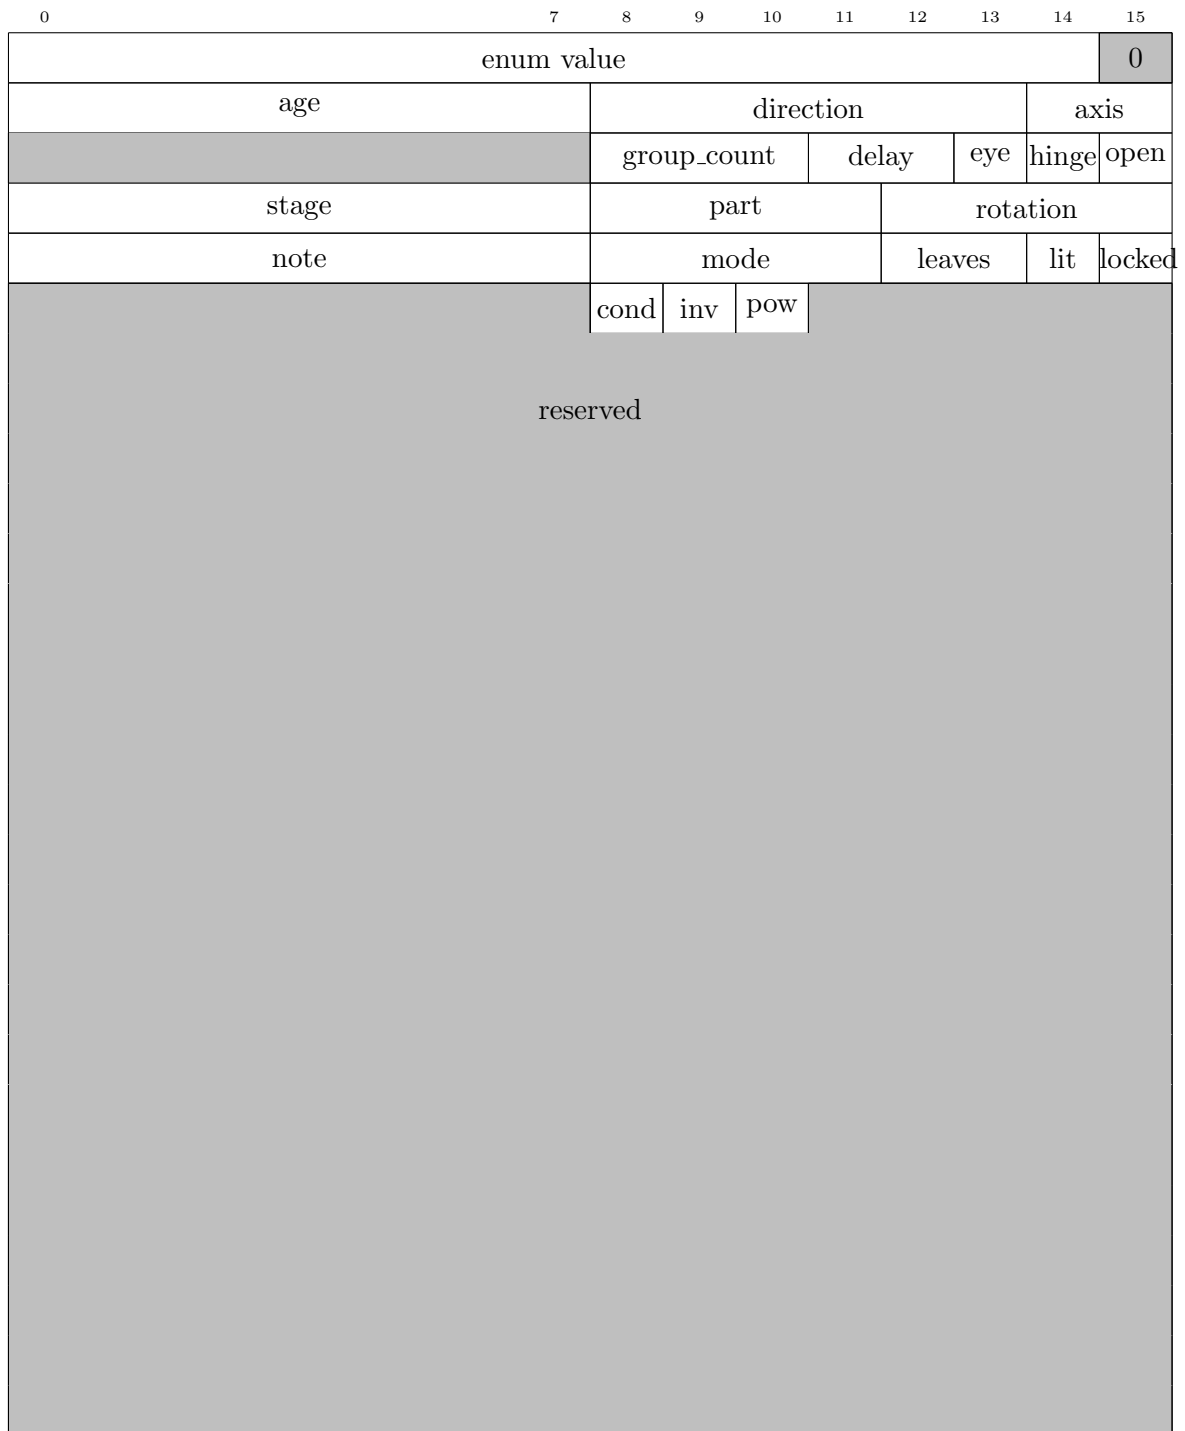 0 7 8 9 10 11 12 13 14 15
enum value 0
age direction axis
group_count delay eye hinge open
stage part rotation
note mode leaves lit locked
cond inv pow
reserved